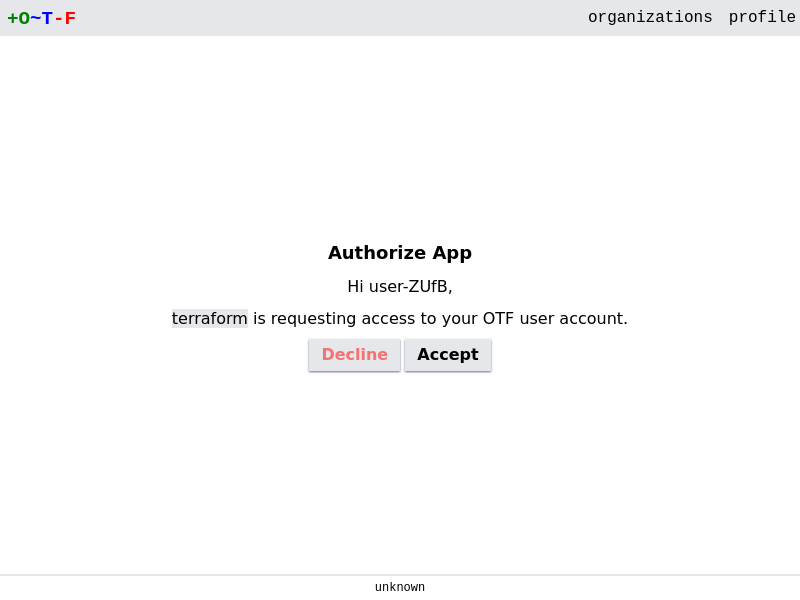 +O~T-F organizations profile
Authorize App
Hi user-ZUfB,
terraform is requesting access to your OTF user account.
Decline Accept
unknown